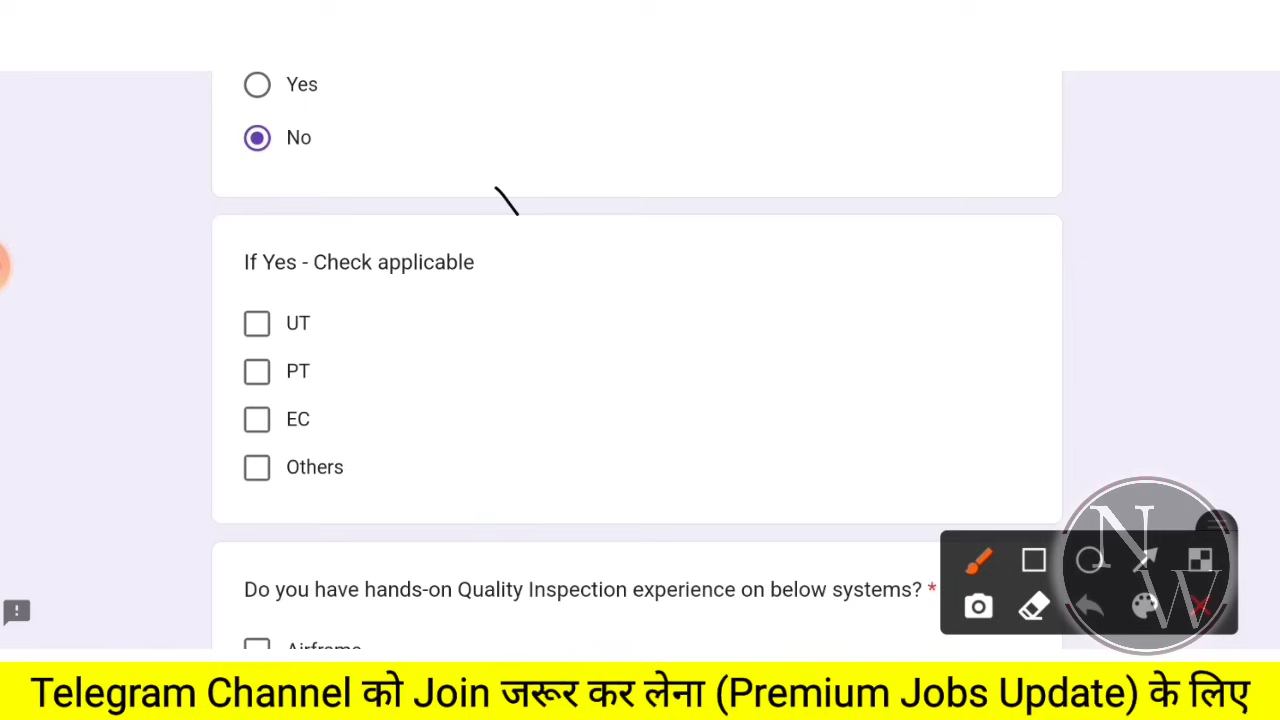 Yes
No
If Yes - Check applicable
UT
PT
EC
Others
Do you have hands-on Quality Inspection experience on below systems? *
Airframe
N
W
Telegram Channel को Join जरूर कर लेना (Premium Jobs Update) के लिए